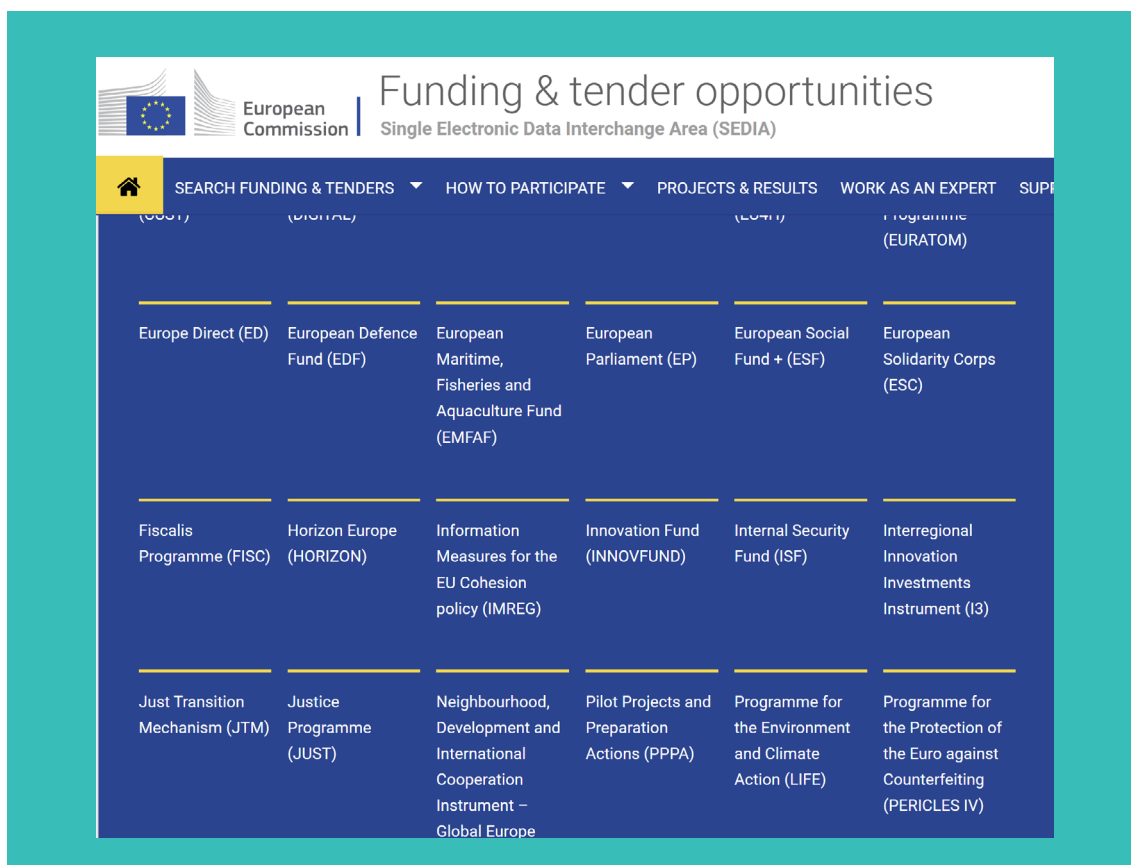 European
Commission
Funding & tender opportunities
Single Electronic Data Interchange Area (SEDIA)
SEARCH FUNDING & TENDERS
HOW TO PARTICIPATE
PROJECTS & RESULTS
WORK AS AN EXPERT
SUPP
(JUST)
(DIGITAL)
(EU4H)
Programme
(EURATOM)
Europe Direct (ED)
European Defence
Fund (EDF)
European
Maritime,
Fisheries and
Aquaculture Fund
(EMFAF)
European
Parliament (EP)
European Social
Fund + (ESF)
European
Solidarity Corps
(ESC)
Fiscalis
Programme (FISC)
Horizon Europe
(HORIZON)
Information
Measures for the
EU Cohesion
policy (IMREG)
Innovation Fund
(INNOVFUND)
Internal Security
Fund (ISF)
Interregional
Innovation
Investments
Instrument (I3)
Just Transition
Mechanism (JTM)
Justice
Programme
(JUST)
Neighbourhood,
Development and
International
Cooperation
Instrument –
Global Europe
Pilot Projects and
Preparation
Actions (PPPA)
Programme for
the Environment
and Climate
Action (LIFE)
Programme for
the Protection of
the Euro against
Counterfeiting
(PERICLES IV)